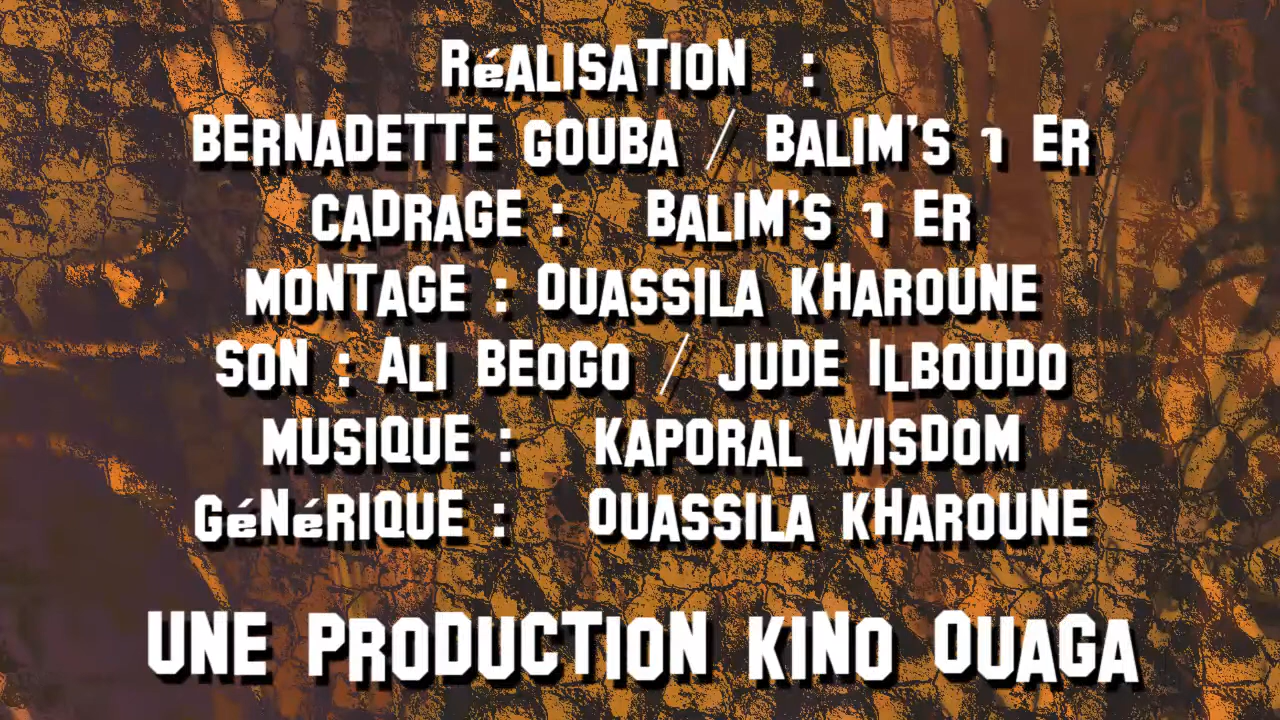 RéALISATION :
BERNADETTE GOUBA / BALIM'S 1 ER
CADRAGE : BALIM'S 1 ER
MONTAGE : OUASSILA KHAROUNE
SON : ALI BEOGO / JUDE ILBOUDO
MUSIQUE : KAPORAL WISDOM
GéNéRIQUE : OUASSILA KHAROUNE
UNE PRODUCTION KINO OUAGA